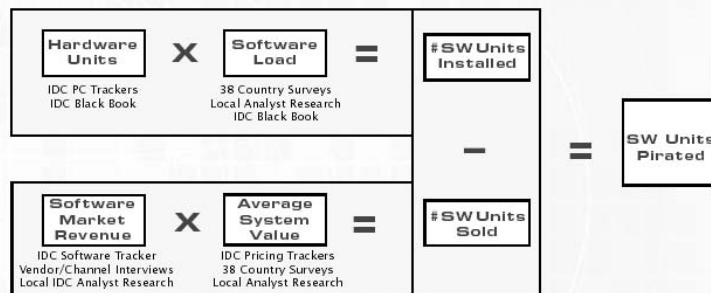 Hardware
Units
X
Software
Load
=
#SW Units
Installed
IDC PC Trackers
IDC Black Book
38 Country Surveys
Local Analyst Research
IDC Black Book
–
=
SW Units
Pirated
Software
Market
Revenue
X
Average
System
Value
=
#SW Units
Sold
IDC Software Tracker
Vendor/Channel Interviews
Local IDC Analyst Research
IDC Pricing Trackers
38 Country Surveys
Local Analyst Research